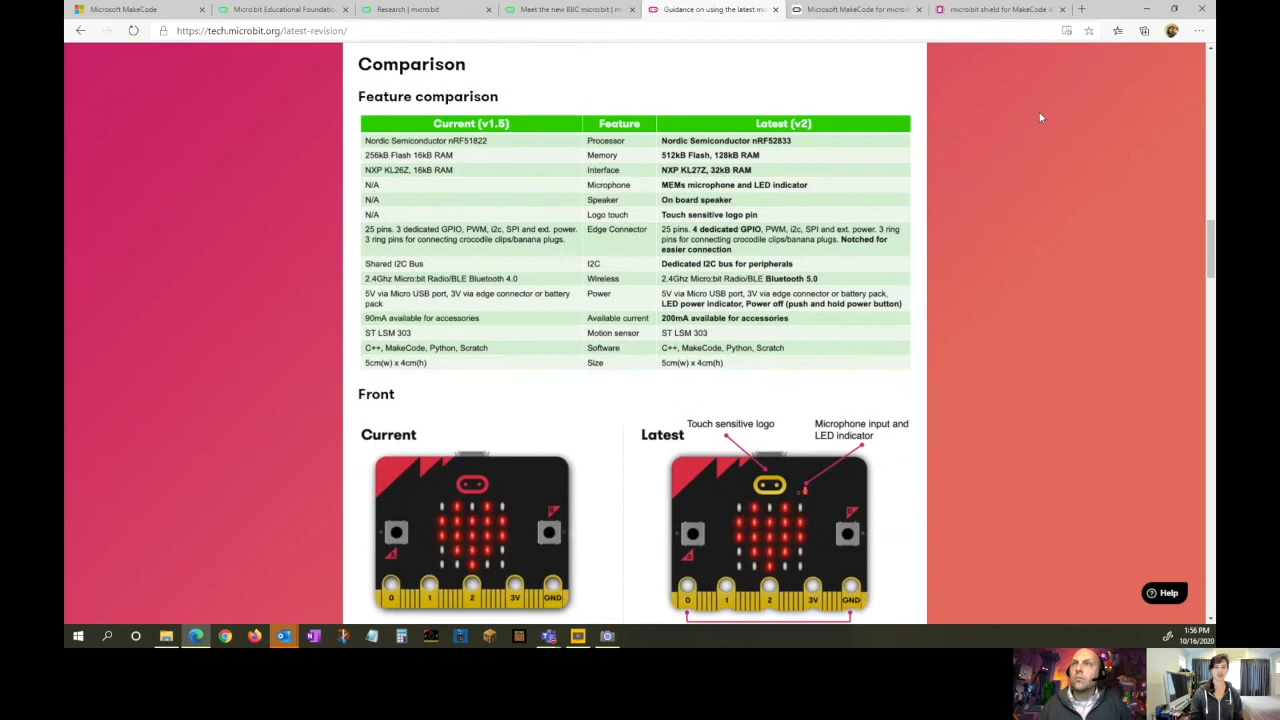 Microsoft MakeCode
Micro:bit Educational Foundation
Research | micro:bit
Meet the new BBC micro:bit | mi
Guidance on using the latest mic
Microsoft MakeCode for micro:b
micro:bit shield for MakeCode A
https://tech.microbit.org/latest-revision/
Comparison
Feature comparison
Current (v1.5) Feature Latest (v2)
Nordic Semiconductor nRF51822 Processor Nordic Semiconductor nRF52833
256kB Flash 16kB RAM Memory 512kB Flash, 128kB RAM
NXP KL26Z, 16kB RAM Interface NXP KL27Z, 32kB RAM
N/A Microphone MEMs microphone and LED indicator
N/A Speaker On board speaker
N/A Logo touch Touch sensitive logo pin
25 pins. 3 dedicated GPIO, PWM, i2c, SPI and ext. power. Edge Connector 25 pins. 4 dedicated GPIO, PWM, i2c, SPI and ext. power. 3
3 ring pins for connecting crocodile clips/banana plugs. ring pins for connecting crocodile clips/banana plugs. Notched for
easier connection
Shared I2C Bus I2C Dedicated I2C bus for peripherals
2.4Ghz Micro:bit Radio/BLE Bluetooth 4.0 Wireless 2.4Ghz Micro:bit Radio/BLE Bluetooth 5.0
5V via Micro USB port, 3V via edge connector or battery Power 5V via Micro USB port, 3V via edge connector or battery pack,
pack LED power indicator, Power off (push and hold power button)
90mA available for accessories Available current 200mA available for accessories
ST LSM 303 Motion sensor ST LSM 303
C++, MakeCode, Python, Scratch Software C++, MakeCode, Python, Scratch
5cm(w) x 4cm(h) Size 5cm(w) x 4cm(h)
Front
Touch sensitive logo Microphone input and
LED indicator
Current Latest
B B
A A
0 1 2 3V GND 0 1 2 3V GND
Help
1:56 PM
10/16/2020